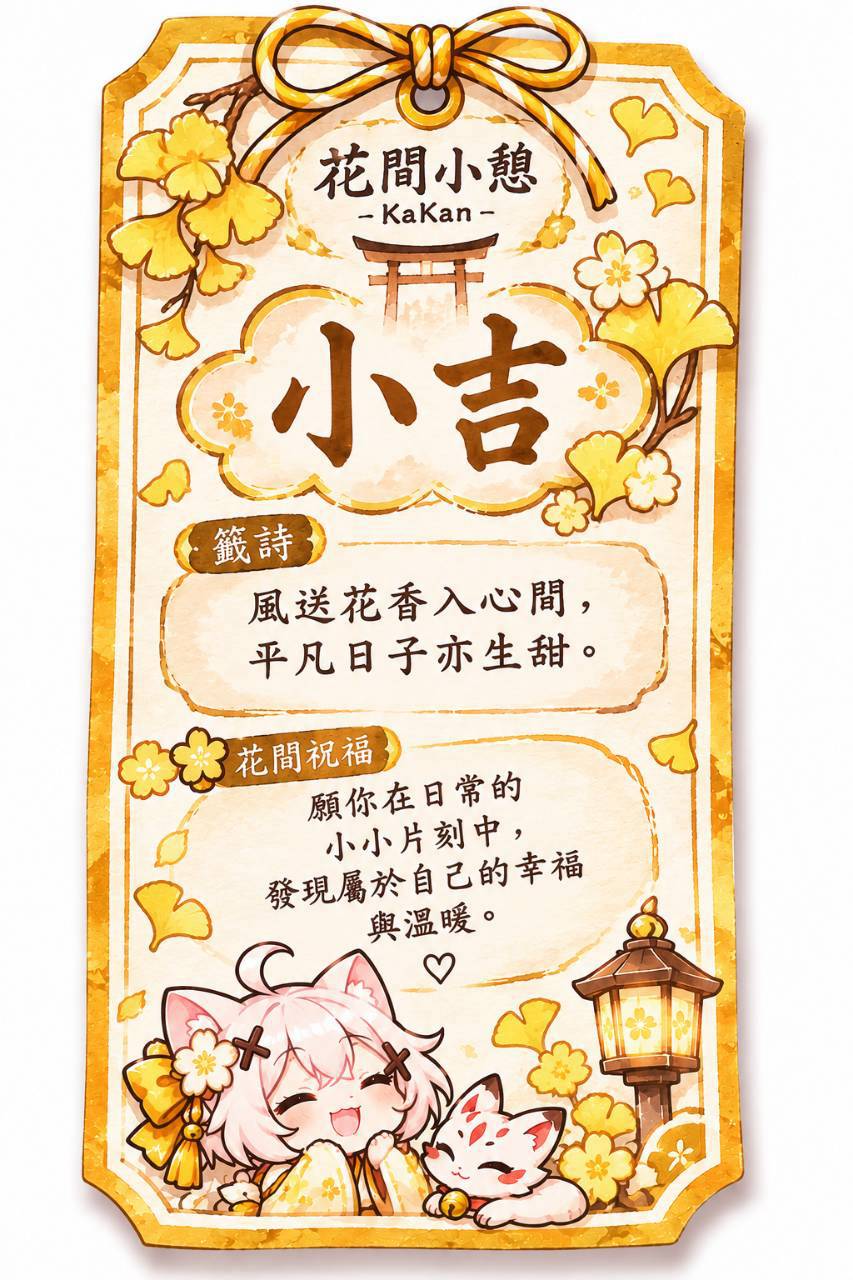 花間小憩
- KaKan -
小吉
籤詩
風送花香入心間，
平凡日子亦生甜。
花間祝福
願你在日常的
小小片刻中，
發現屬於自己的幸福
與溫暖。
♡